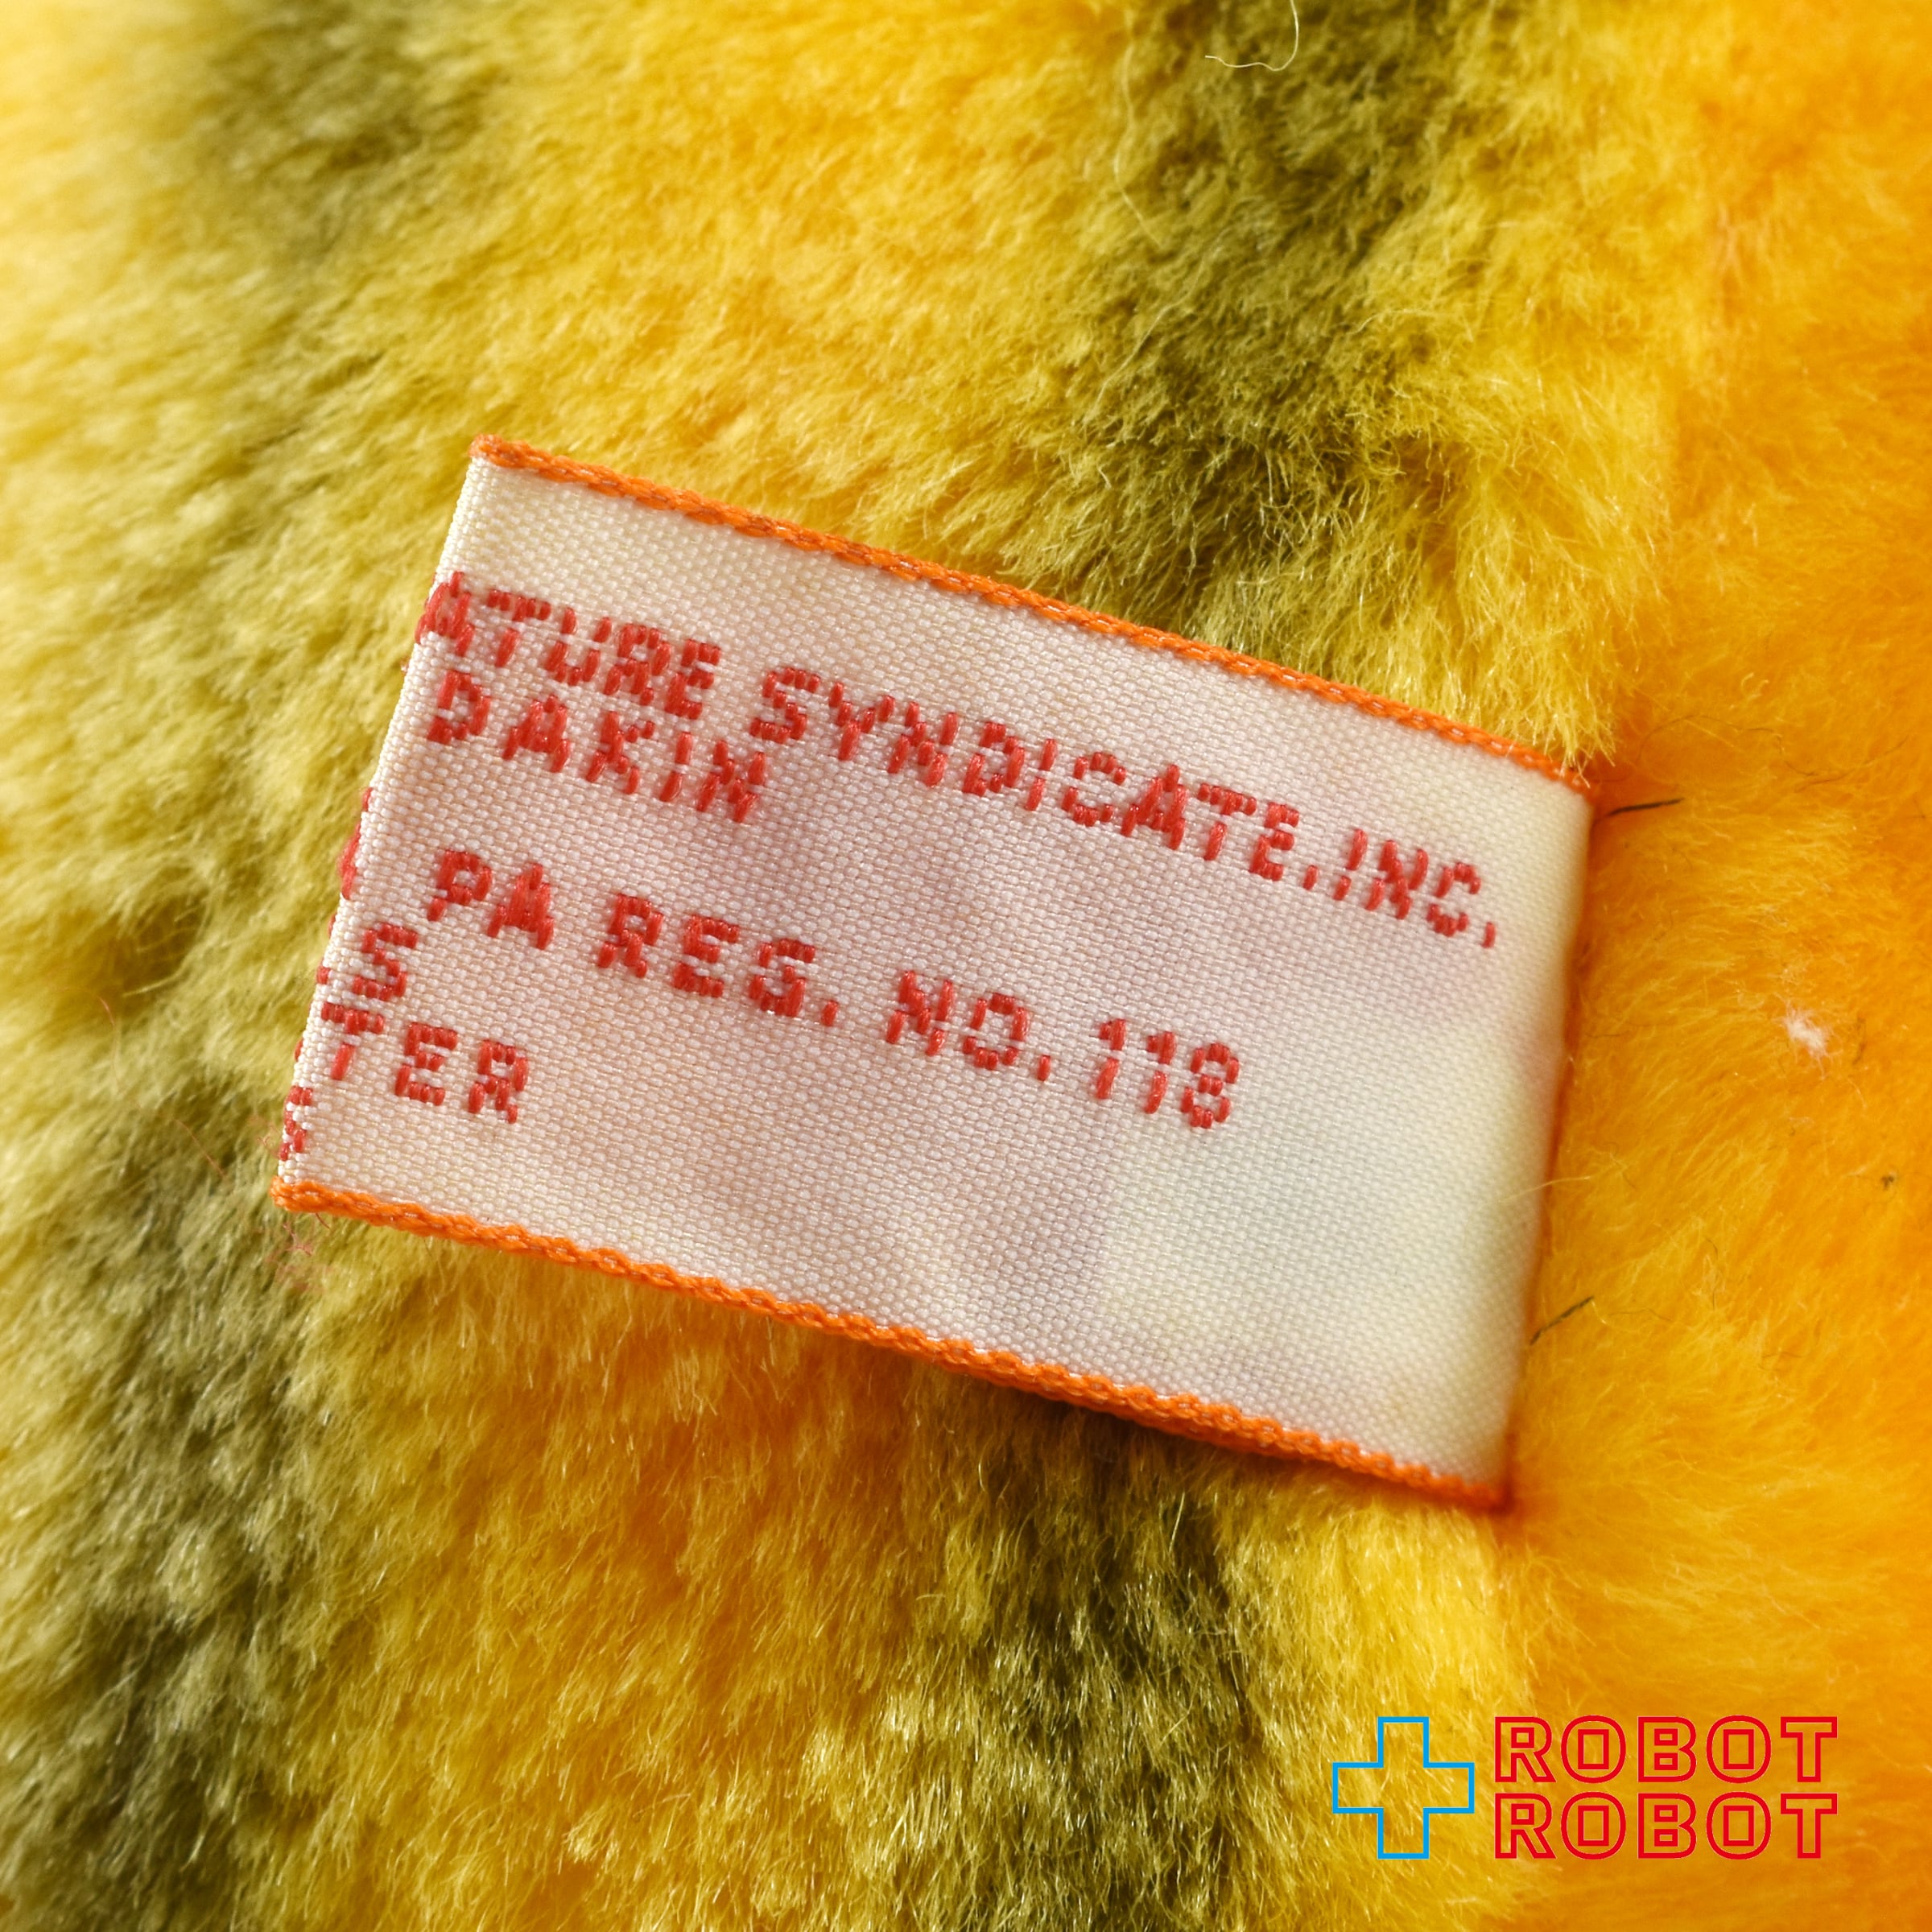 ATURE SYNDICATE.INC.
DAKIN
PA REG. NO. 118
S
TER
ROBOT
ROBOT